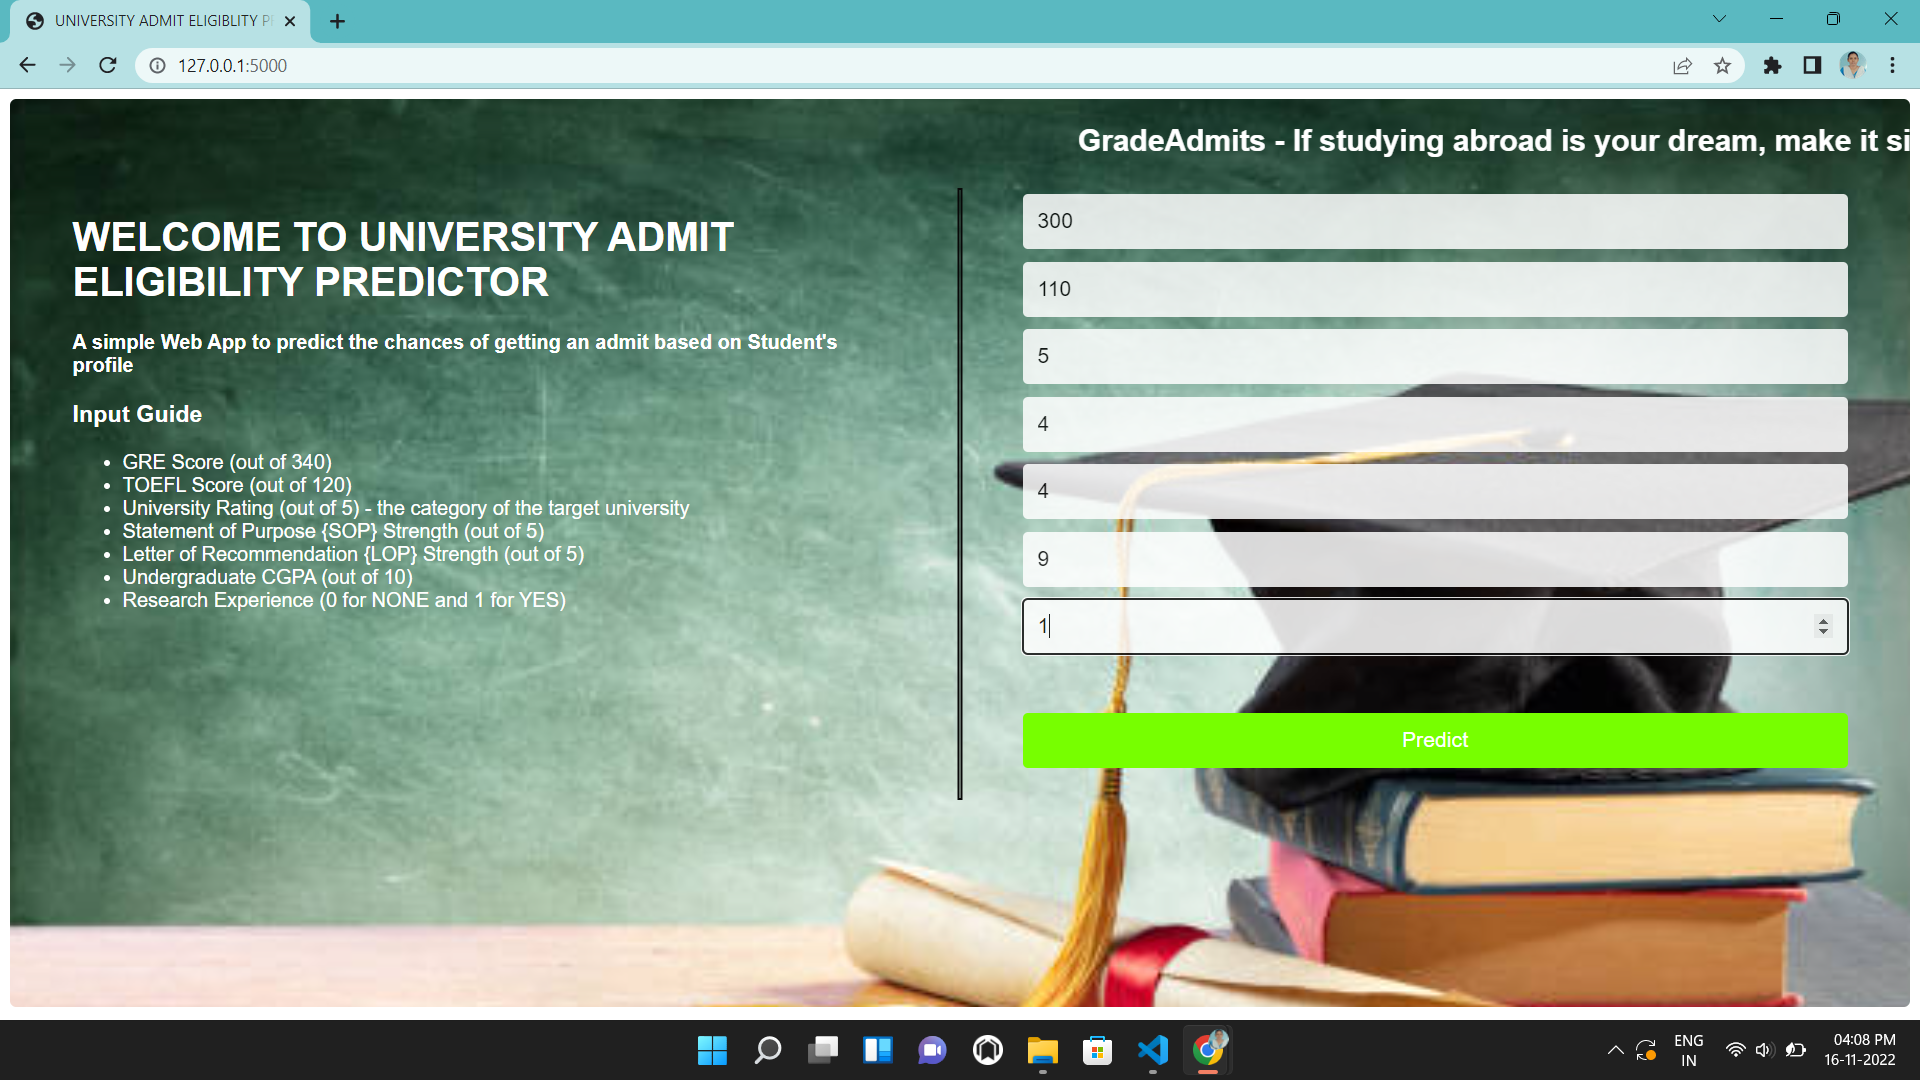 UNIVERSITY ADMIT ELIGIBLITY
127.0.0.1:5000
GradeAdmits - If studying abroad is your dream, make it si
WELCOME TO UNIVERSITY ADMIT
ELIGIBILITY PREDICTOR
A simple Web App to predict the chances of getting an admit based on Student's
profile
Input Guide
• GRE Score (out of 340)
• TOEFL Score (out of 120)
• University Rating (out of 5) - the category of the target university
• Statement of Purpose {SOP} Strength (out of 5)
• Letter of Recommendation {LOP} Strength (out of 5)
• Undergraduate CGPA (out of 10)
• Research Experience (0 for NONE and 1 for YES)
300
110
5
4
4
9
1
Predict
ENG
IN
04:08 PM
16-11-2022